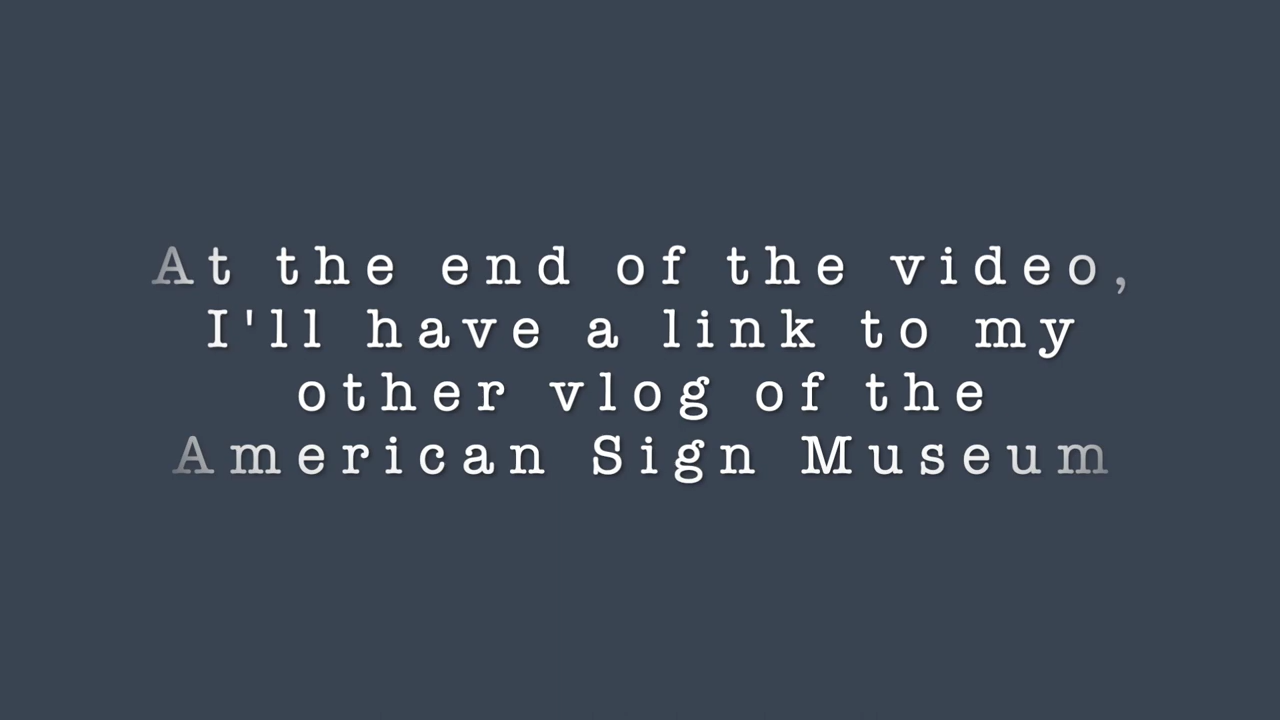 At the end of the video,
I'll have a link to my
other vlog of the
American Sign Museum